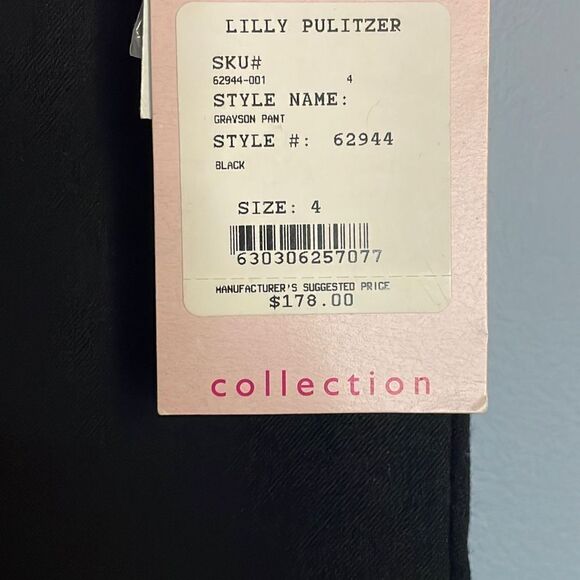 LILLY PULITZER
SKU#
62944-001 4
STYLE NAME:
GRAYSON PANT
STYLE #: 62944
BLACK
SIZE: 4
630306257077
MANUFACTURER'S SUGGESTED PRICE
$178.00
collection